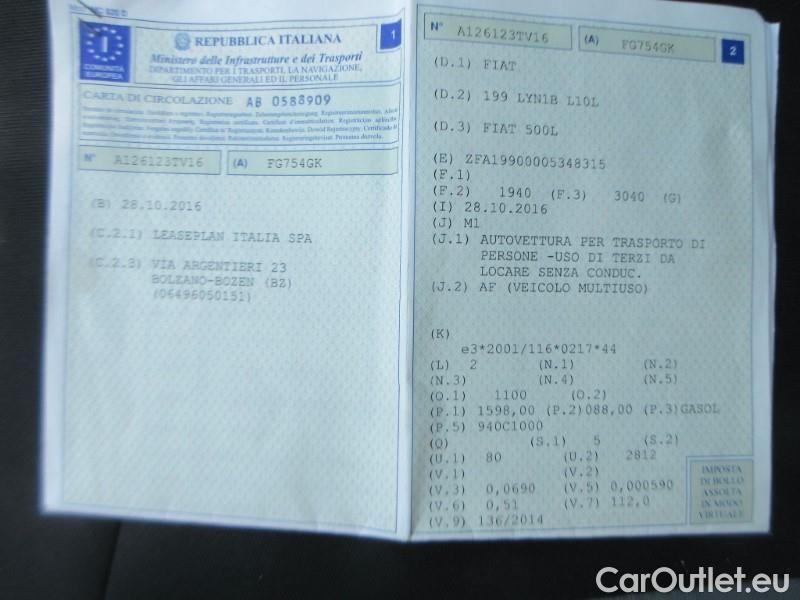 I
COMUNITÀ
EUROPEA
REPUBBLICA ITALIANA
Ministero delle Infrastrutture e dei Trasporti
DIPARTIMENTO PER I TRASPORTI, LA NAVIGAZIONE,
GLI AFFARI GENERALI ED IL PERSONALE
1
CARTA DI CIRCOLAZIONE AB 0588909
N° A126123TV16 (A) FG754GK
(B) 28.10.2016
(C.2.1) LEASEPLAN ITALIA SPA
(C.2.3) VIA ARGENTIERI 23
BOLZANO-BOZEN (BZ)
(06496050151)
N° A126123TV16 (A) FG754GK
2
(D.1) FIAT
(D.2) 199 LYN1B L10L
(D.3) FIAT 500L
(E) ZFA19900005348315
(F.1)
(F.2) 1940 (F.3) 3040 (G)
(I) 28.10.2016
(J) M1
(J.1) AUTOVETTURA PER TRASPORTO DI
PERSONE -USO DI TERZI DA
LOCARE SENZA CONDUC.
(J.2) AF (VEICOLO MULTIUSO)
(K)
e3*2001/116*0217*44
(L) 2 (N.1) (N.2)
(N.3) (N.4) (N.5)
(O.1) 1100 (O.2)
(P.1) 1598,00 (P.2)088,00 (P.3)GASOL
(P.5) 940C1000
(Q) (S.1) 5 (S.2)
(U.1) 80 (U.2) 2812
(V.1) (V.2)
(V.3) 0,0690 (V.5) 0,000590
(V.6) 0,51 (V.7) 112,0
(V.9) 136/2014
IMPOSTA
DI BOLLO
ASSOLTA
IN MODO
VIRTUALE
CarOutlet.eu